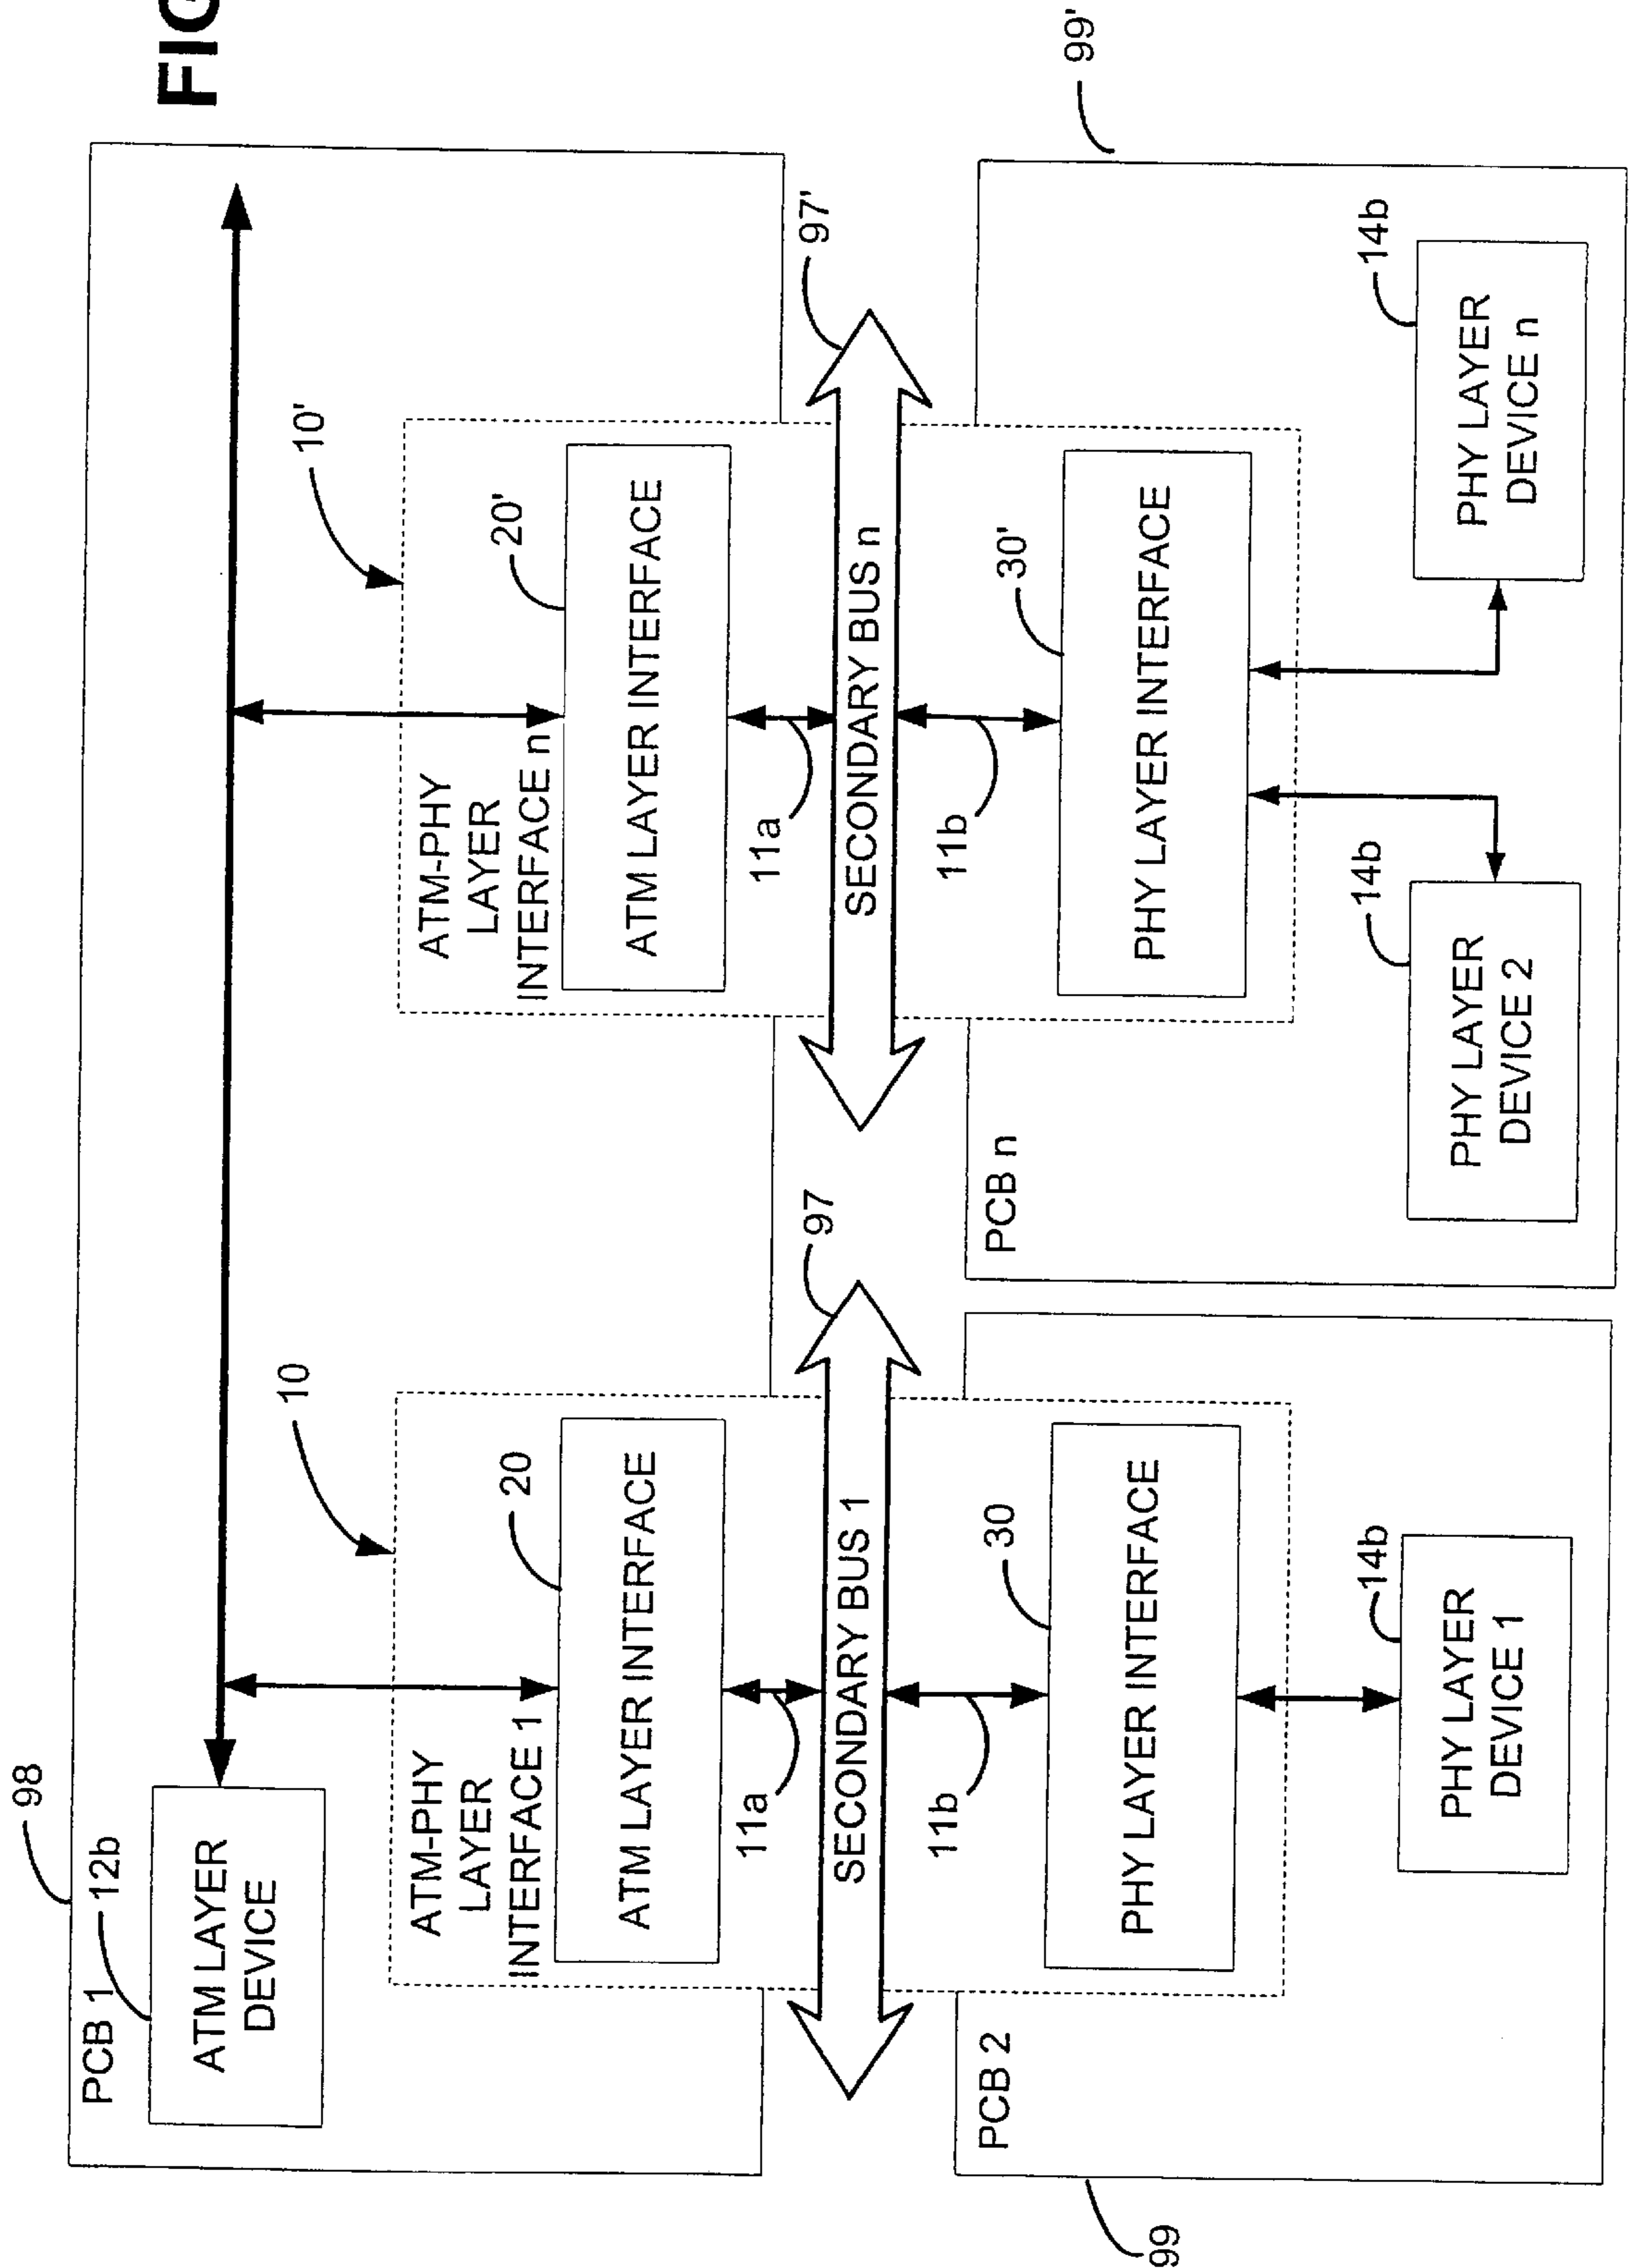 FIG
98
PCB 1
12b
ATM LAYER
DEVICE
10
10'
ATM-PHY
LAYER
INTERFACE 1
20
ATM LAYER INTERFACE
ATM-PHY
LAYER
INTERFACE n
20'
ATM LAYER INTERFACE
11a
11a
97
97'
SECONDARY BUS 1
SECONDARY BUS n
11b
11b
PCB 2
30
PHY LAYER INTERFACE
PCB n
30'
PHY LAYER INTERFACE
99'
14b
PHY LAYER
DEVICE 1
14b
PHY LAYER
DEVICE 2
14b
PHY LAYER
DEVICE n
99